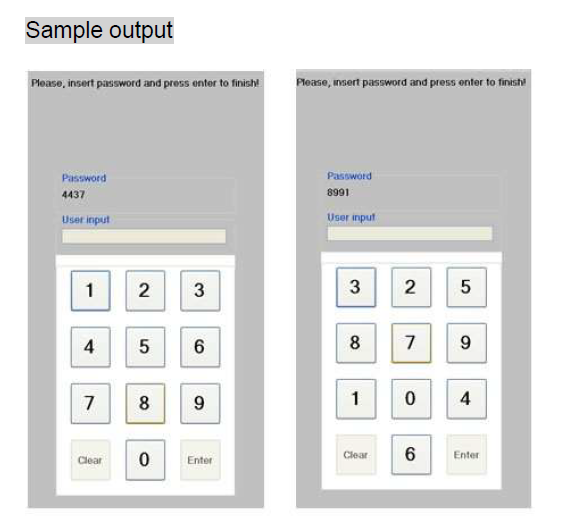 Sample output
Please, insert password and press enter to finish!
Password
4437
User input
1 2 3
4 5 6
7 8 9
Clear 0 Enter
Please, insert password and press enter to finish!
Password
8991
User input
3 2 5
8 7 9
1 0 4
Clear 6 Enter